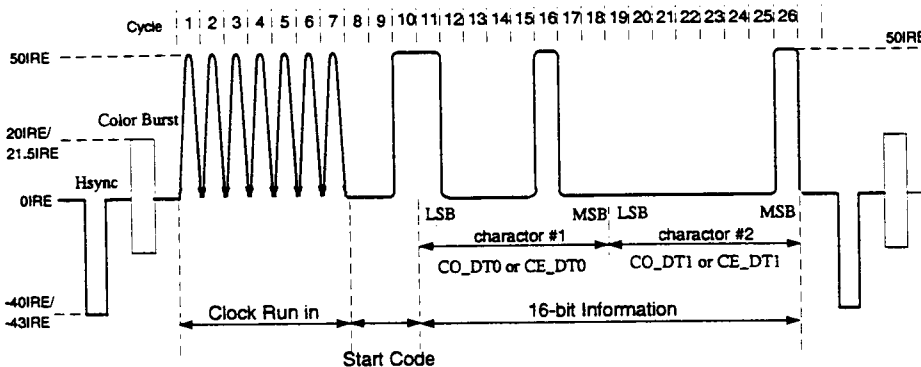 Cycle 1 2 3 4 5 6 7 8 9 10 11 12 13 14 15 16 17 18 19 20 21 22 23 24 25 26
50IRE
50IRE
Color Burst
20IRE/
21.5IRE
Hsync
0IRE
LSB MSB LSB MSB
charactor #1 charactor #2
CO_DT0 or CE_DT0 CO_DT1 or CE_DT1
-40IRE/
-43IRE
Clock Run in 16-bit Information
Start Code